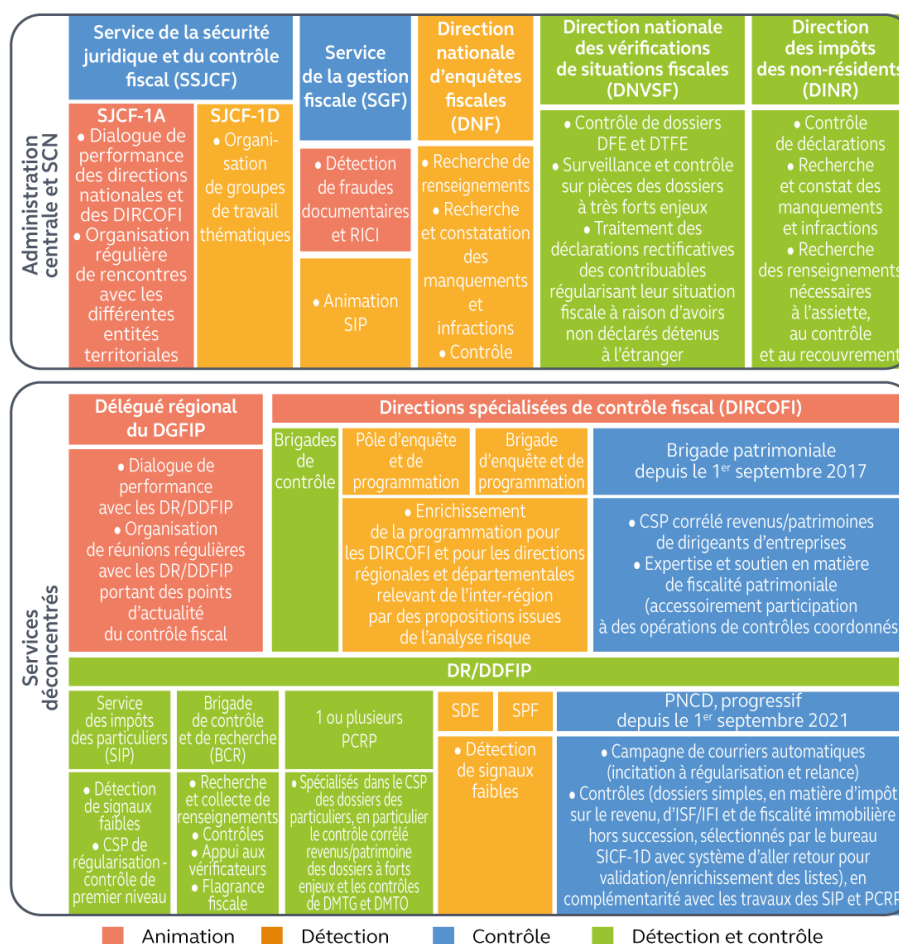 Administration
centrale et SCN
Service de la sécurité
juridique et du contrôle
fiscal (SSJCF)
SJCF-1A
• Dialogue de
performance
des directions
nationales et
des DIRCOFI
• Organisation
régulière
de rencontres
avec les
différentes
entités
territoriales
SJCF-1D
• Organi-
sation
de groupes
de travail
thématiques
Service
de la gestion
fiscale (SGF)
• Détection
de fraudes
documentaires
et RICI
• Animation
SIP
Direction
nationale
d'enquêtes
fiscales
(DNF)
• Recherche de
renseignements
• Recherche
et constatation
des
manquements
et
infractions
• Contrôle
Direction nationale
des vérifications
de situations fiscales
(DNVSF)
• Contrôle de dossiers
DFE et DTFE
• Surveillance et contrôle
sur pièces des dossiers
à très forts enjeux
• Traitement des
déclarations rectificatives
des contribuables
régularisant leur situation
fiscale à raison d'avoirs
non déclarés détenus
à l'étranger
Direction
des impôts
des non-résidents
(DINR)
• Contrôle
de déclarations
• Recherche
et constat des
manquements
et infractions
• Recherche
des renseignements
nécessaires
à l'assiette,
au contrôle
et au recouvrement
Services
déconcentrés
Délégué régional
du DGFIP
• Dialogue de
performance
avec les DR/DDFIP
• Organisation
de réunions régulières
avec les DR/DDFIP
portant des points
d'actualité
du contrôle fiscal
Directions spécialisées de contrôle fiscal (DIRCOFI)
Brigades
de
contrôle
Pôle d'enquête
et de
programmation
Brigade
d'enquête et de
programmation
• Enrichissement
de la programmation pour
les DIRCOFI et pour les directions
régionales et départementales
relevant de l'inter-région
par des propositions issues
de l'analyse risque
Brigade patrimoniale
depuis le 1er septembre 2017
• CSP corrélé revenus/patrimoines
de dirigeants d'entreprises
• Expertise et soutien en matière
de fiscalité patrimoniale
(accessoirement participation
à des opérations de contrôles coordonnés)
DR/DDFIP
Service
des impôts
des particuliers
(SIP)
• Détection
de signaux
faibles
• CSP de
régularisation -
contrôle de
premier niveau
Brigade
de contrôle
et de recherche
(BCR)
• Recherche
et collecte de
renseignements
• Contrôles
• Appui aux
vérificateurs
• Flagrance
fiscale
1 ou plusieurs
PCRP
• Spécialisés dans le CSP
des dossiers des
particuliers, en particulier
le contrôle corrélé
revenus/patrimoine
des dossiers à forts
enjeux et les contrôles
de DMTG et DMTO
SDE
SPF
• Détection
de signaux
faibles
PNCD, progressif
depuis le 1er septembre 2021
• Campagne de courriers automatiques
(incitation à régularisation et relance)
• Contrôles (dossiers simples, en matière d'impôt
sur le revenu, d'ISF/IFI et de fiscalité immobilière
hors succession, sélectionnés par le bureau
SICF-1D avec système d'aller retour pour
validation/enrichissement des listes), en
complémentarité avec les travaux des SIP et PCRP
Animation
Détection
Contrôle
Détection et contrôle